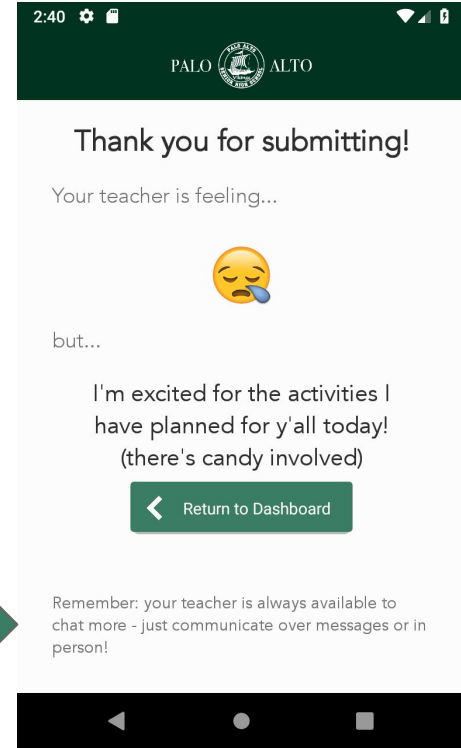 2:40
PALO ALTO
Thank you for submitting!
Your teacher is feeling...
but...
I'm excited for the activities I
have planned for y'all today!
(there's candy involved)
Return to Dashboard
Remember: your teacher is always available to
chat more - just communicate over messages or in
person!